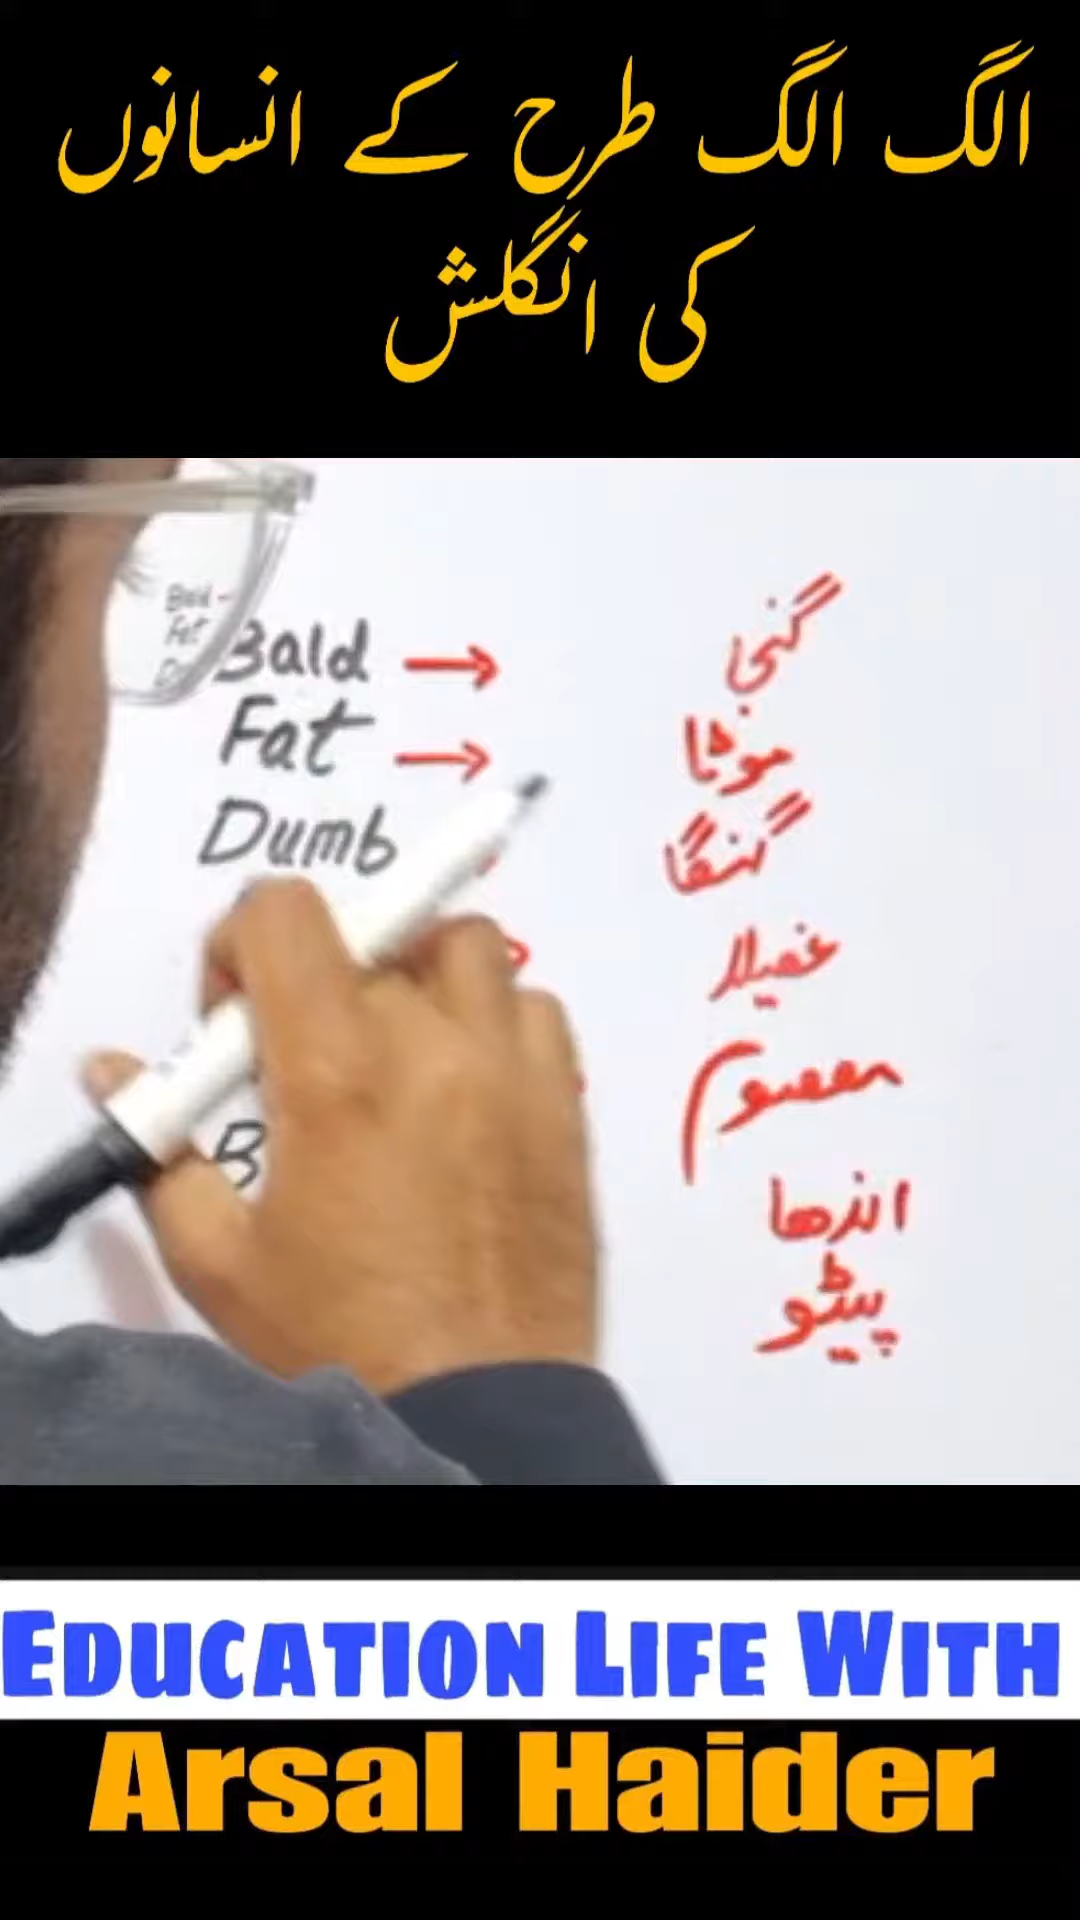 الگ الگ طرح کے انسانوں
کی انگلش
Bald → گنجا
Fat → موٹا
Dumb گنگا
غصیلا
معصوم
B اندھا
پیٹو
EDUCATION LIFE WITH
Arsal Haider